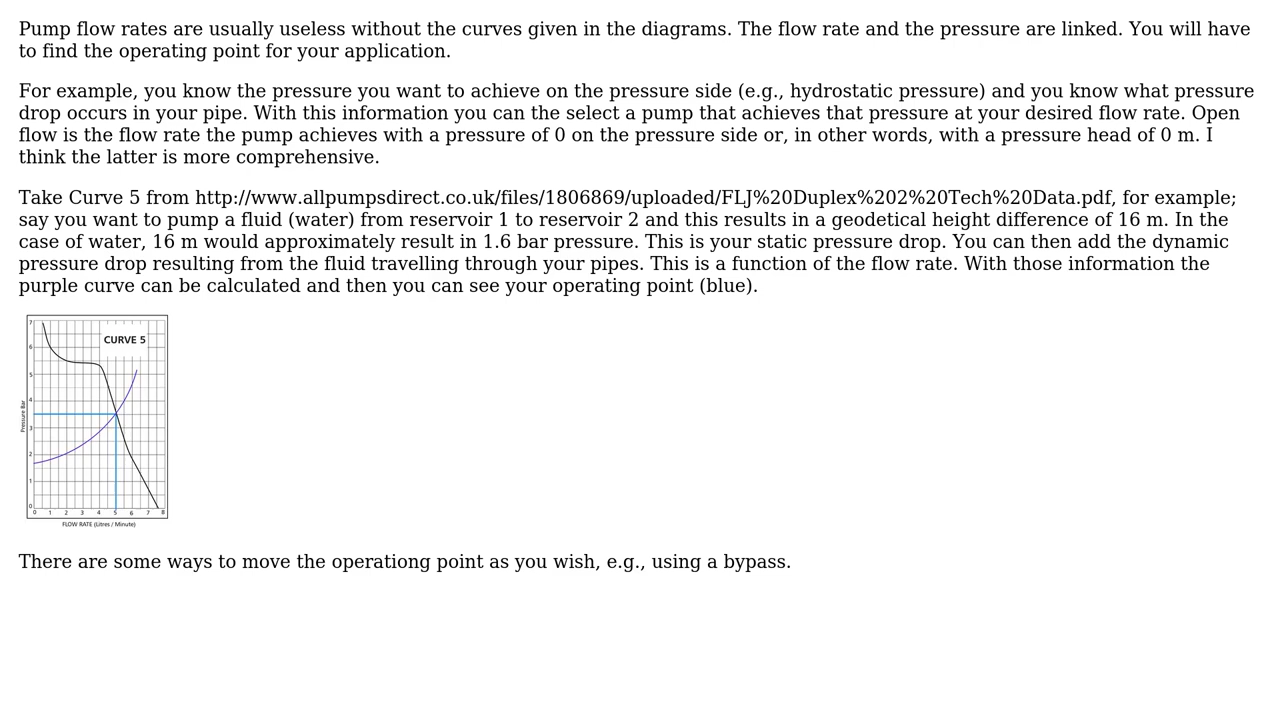 Pump flow rates are usually useless without the curves given in the diagrams. The flow rate and the pressure are linked. You will have
to find the operating point for your application.
For example, you know the pressure you want to achieve on the pressure side (e.g., hydrostatic pressure) and you know what pressure
drop occurs in your pipe. With this information you can the select a pump that achieves that pressure at your desired flow rate. Open
flow is the flow rate the pump achieves with a pressure of 0 on the pressure side or, in other words, with a pressure head of 0 m. I
think the latter is more comprehensive.
Take Curve 5 from http://www.allpumpsdirect.co.uk/files/1806869/uploaded/FLJ%20Duplex%202%20Tech%20Data.pdf, for example;
say you want to pump a fluid (water) from reservoir 1 to reservoir 2 and this results in a geodetical height difference of 16 m. In the
case of water, 16 m would approximately result in 1.6 bar pressure. This is your static pressure drop. You can then add the dynamic
pressure drop resulting from the fluid travelling through your pipes. This is a function of the flow rate. With those information the
purple curve can be calculated and then you can see your operating point (blue).
CURVE 5
Pressure Bar
7
6
5
4
3
2
1
0
0 1 2 3 4 5 6 7 8
FLOW RATE (Litres / Minute)
There are some ways to move the operationg point as you wish, e.g., using a bypass.